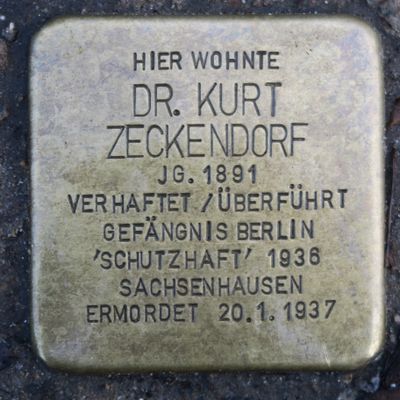 HIER WOHNTE
DR. KURT
ZECKENDORF
JG. 1891
VERHAFTET / ÜBERFÜHRT
GEFÄNGNIS BERLIN
'SCHUTZHAFT' 1936
SACHSENHAUSEN
ERMORDET 20.1.1937